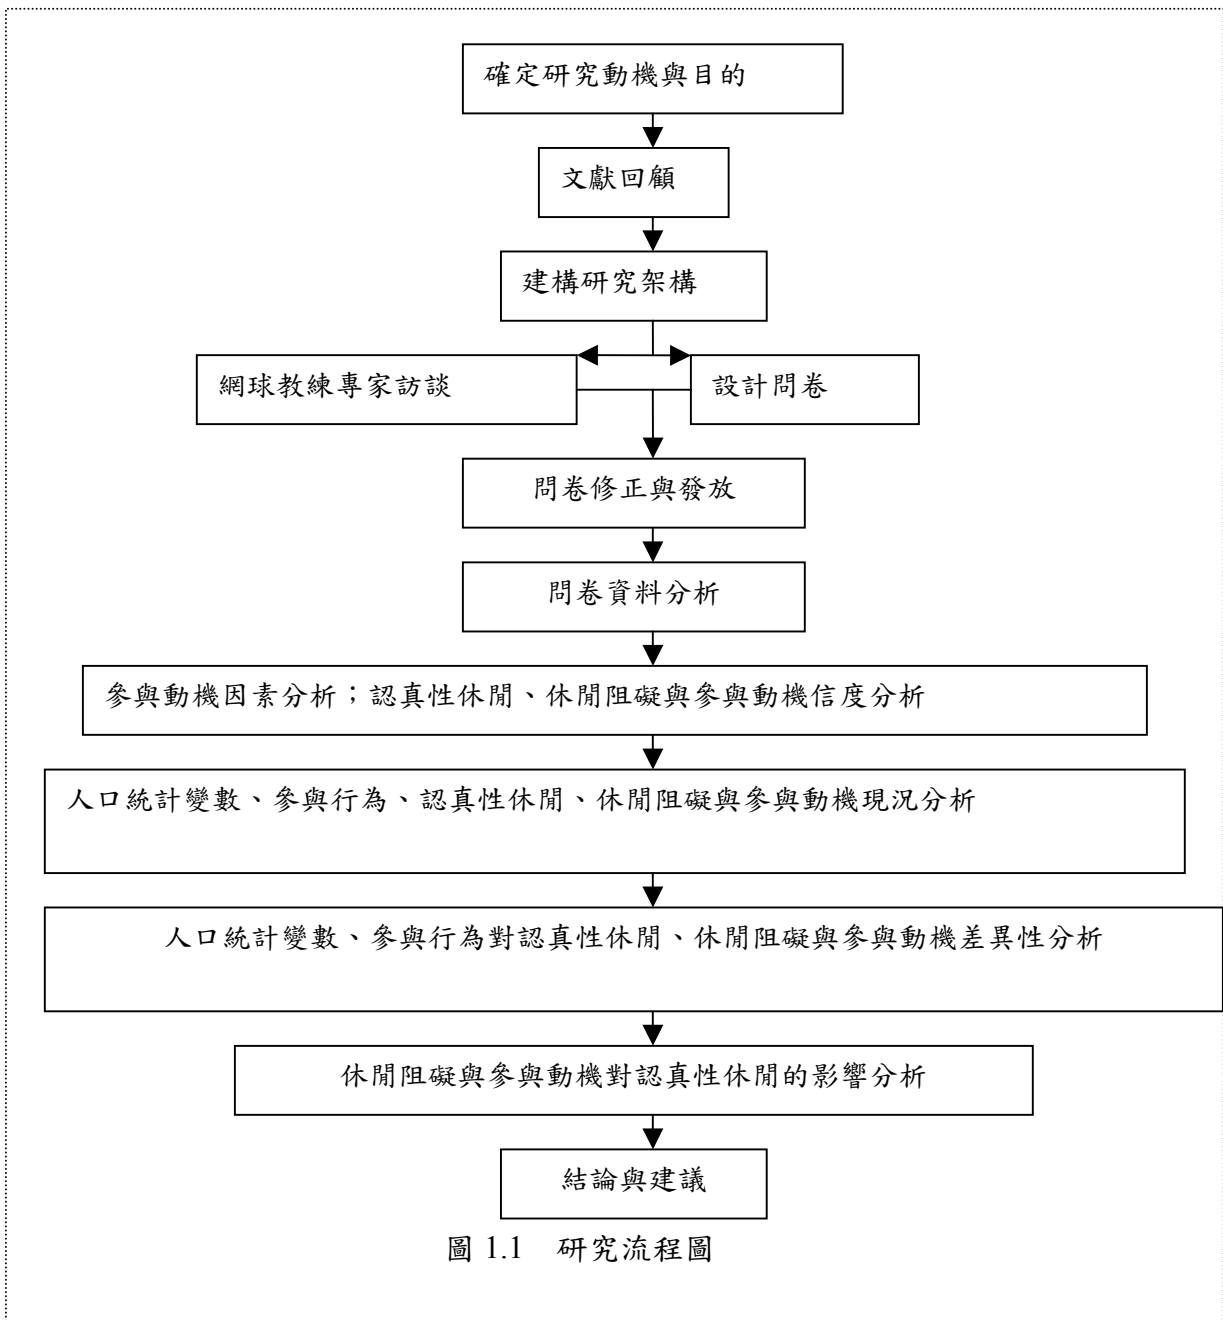 確定研究動機與目的
文獻回顧
建構研究架構
網球教練專家訪談
設計問卷
問卷修正與發放
問卷資料分析
參與動機因素分析；認真性休閒、休閒阻礙與參與動機信度分析
人口統計變數、參與行為、認真性休閒、休閒阻礙與參與動機現況分析
人口統計變數、參與行為對認真性休閒、休閒阻礙與參與動機差異性分析
休閒阻礙與參與動機對認真性休閒的影響分析
結論與建議
圖 1.1　研究流程圖